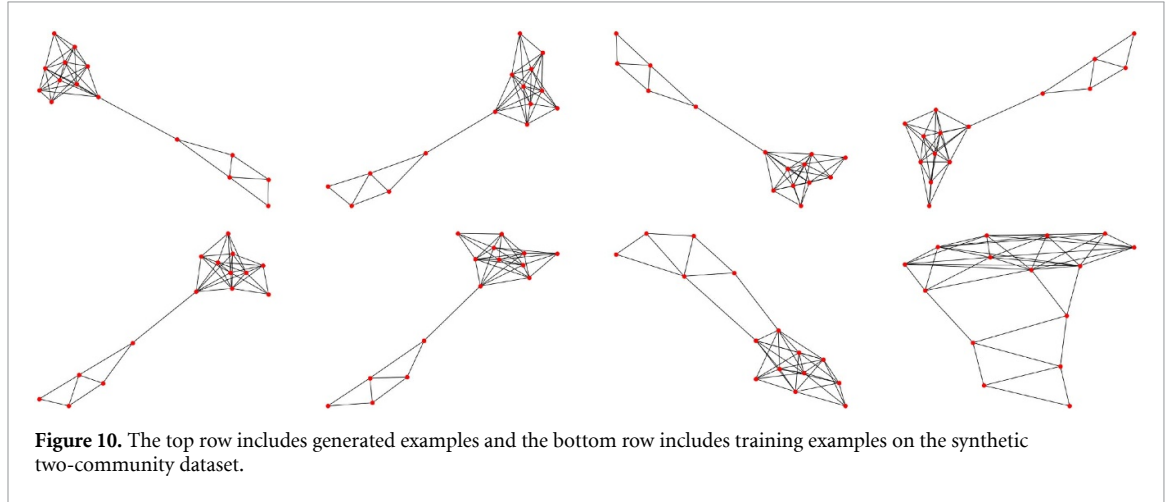 Figure 10. The top row includes generated examples and the bottom row includes training examples on the synthetic
two-community dataset.